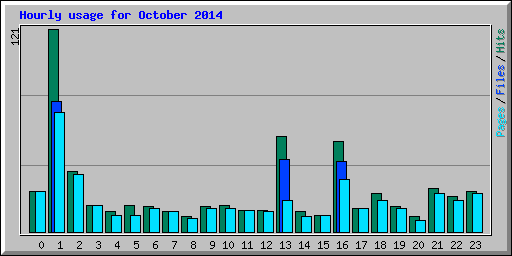 Hourly usage for October 2014
121
Pages/Files/Hits
0 1 2 3 4 5 6 7 8 9 10 11 12 13 14 15 16 17 18 19 20 21 22 23